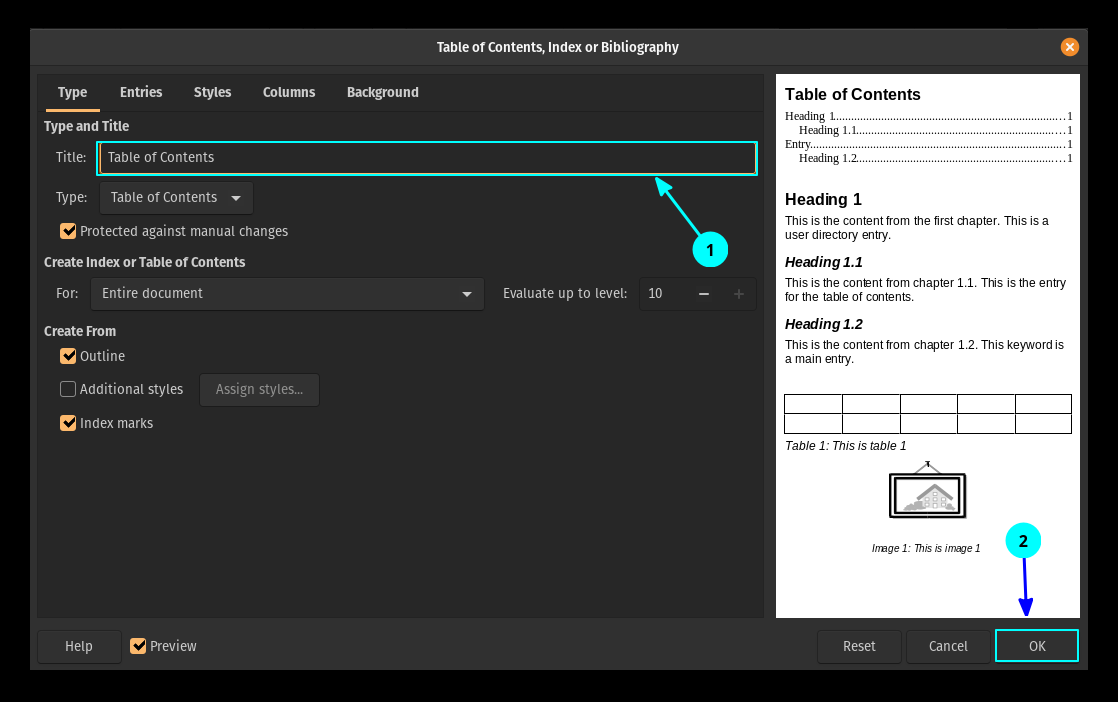 Table of Contents, Index or Bibliography
Type Entries Styles Columns Background
Type and Title
Title: Table of Contents
Type: Table of Contents
Protected against manual changes
1
Create Index or Table of Contents
For: Entire document Evaluate up to level: 10
Create From
Outline
Additional styles Assign styles...
Index marks
Table of Contents
Heading 1..........1
Heading 1.1..........1
Entry..........1
Heading 1.2..........1
Heading 1
This is the content from the first chapter. This is a
user directory entry.
Heading 1.1
This is the content from chapter 1.1. This is the entry
for the table of contents.
Heading 1.2
This is the content from chapter 1.2. This keyword is
a main entry.
Table 1: This is table 1
Image 1: This is image 1
2
Help Preview Reset Cancel OK